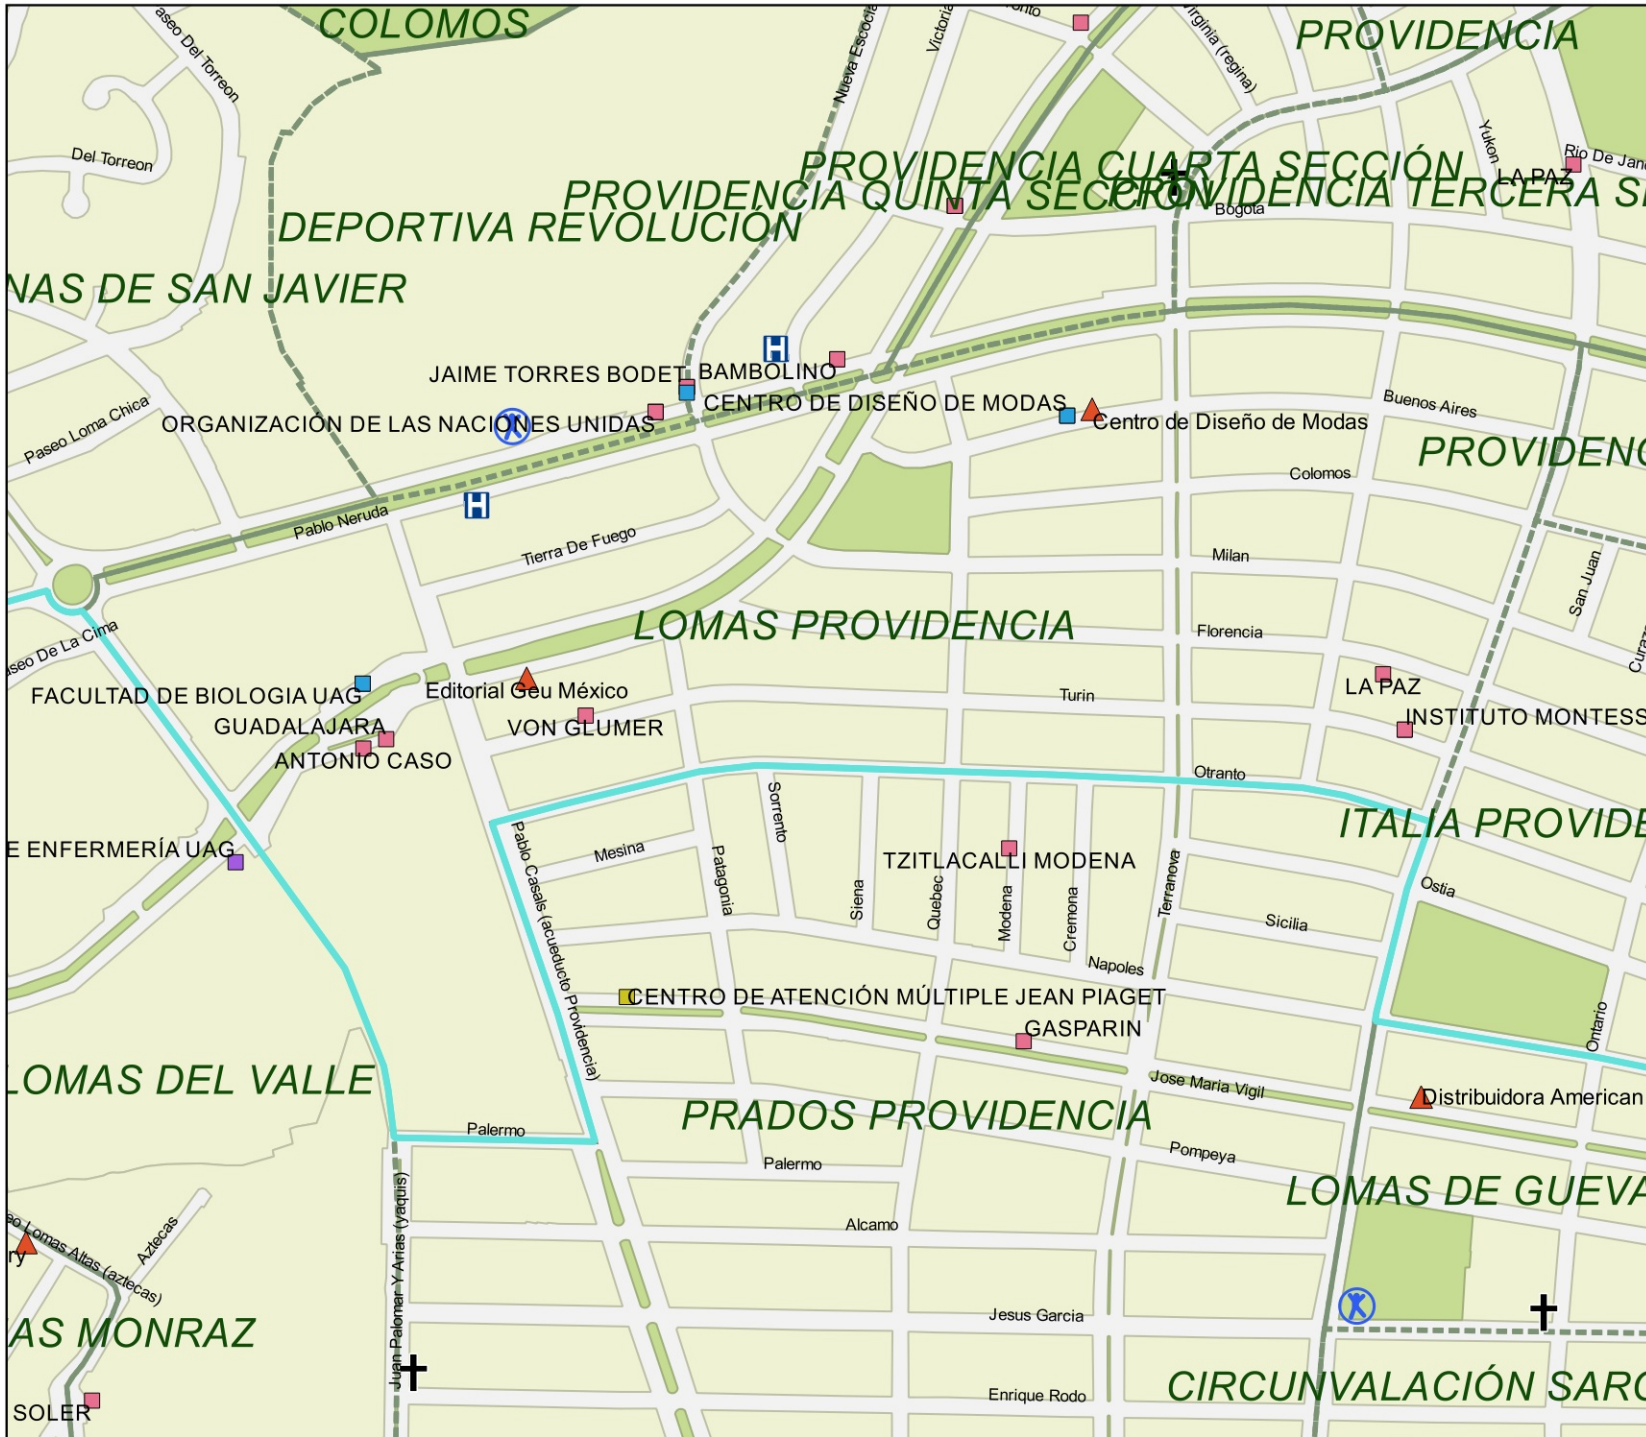 COLOMOS
PROVIDENCIA
Victoria
Nueva Escocia
Virginia (regina)
aseo Del Torreon
Del Torreon
Yukon
Rio De Jane
PROVIDENCIA CUARTA SECCIÓN
LA PAZ
PROVIDENCIA QUINTA SECCIÓN
PROVIDENCIA TERCERA SE
Bogota
DEPORTIVA REVOLUCIÓN
NAS DE SAN JAVIER
H
JAIME TORRES BODET
BAMBOLINO
CENTRO DE DISEÑO DE MODAS
Centro de Diseño de Modas
Buenos Aires
Paseo Loma Chica
ORGANIZACIÓN DE LAS NACIONES UNIDAS
PROVIDENC
Colomos
H
Pablo Neruda
Tierra De Fuego
Milan
San Juan
LOMAS PROVIDENCIA
Florencia
aseo De La Cima
Curaz
FACULTAD DE BIOLOGIA UAG
Editorial Geu México
Turin
LA PAZ
GUADALAJARA
VON GLUMER
INSTITUTO MONTESS
ANTONIO CASO
Otranto
Sorrento
ITALIA PROVIDE
Pablo Casals (acueducto Providencia)
Mesina
E ENFERMERÍA UAG
TZITLACALLI MODENA
Patagonia
Siena
Quebec
Modena
Cremona
Terranova
Ostia
Sicilia
Napoles
CENTRO DE ATENCIÓN MÚLTIPLE JEAN PIAGET
GASPARIN
Ontario
LOMAS DEL VALLE
Jose Maria Vigil
Distribuidora American
PRADOS PROVIDENCIA
Palermo
Pompeya
Palermo
LOMAS DE GUEVA
Juan Palomar Y Arias (yaquis)
Alcamo
eo Lomas Altas (aztecas)
Aztecas
ry
Jesus Garcia
AS MONRAZ
CIRCUNVALACIÓN SARC
Enrique Rodo
SOLER